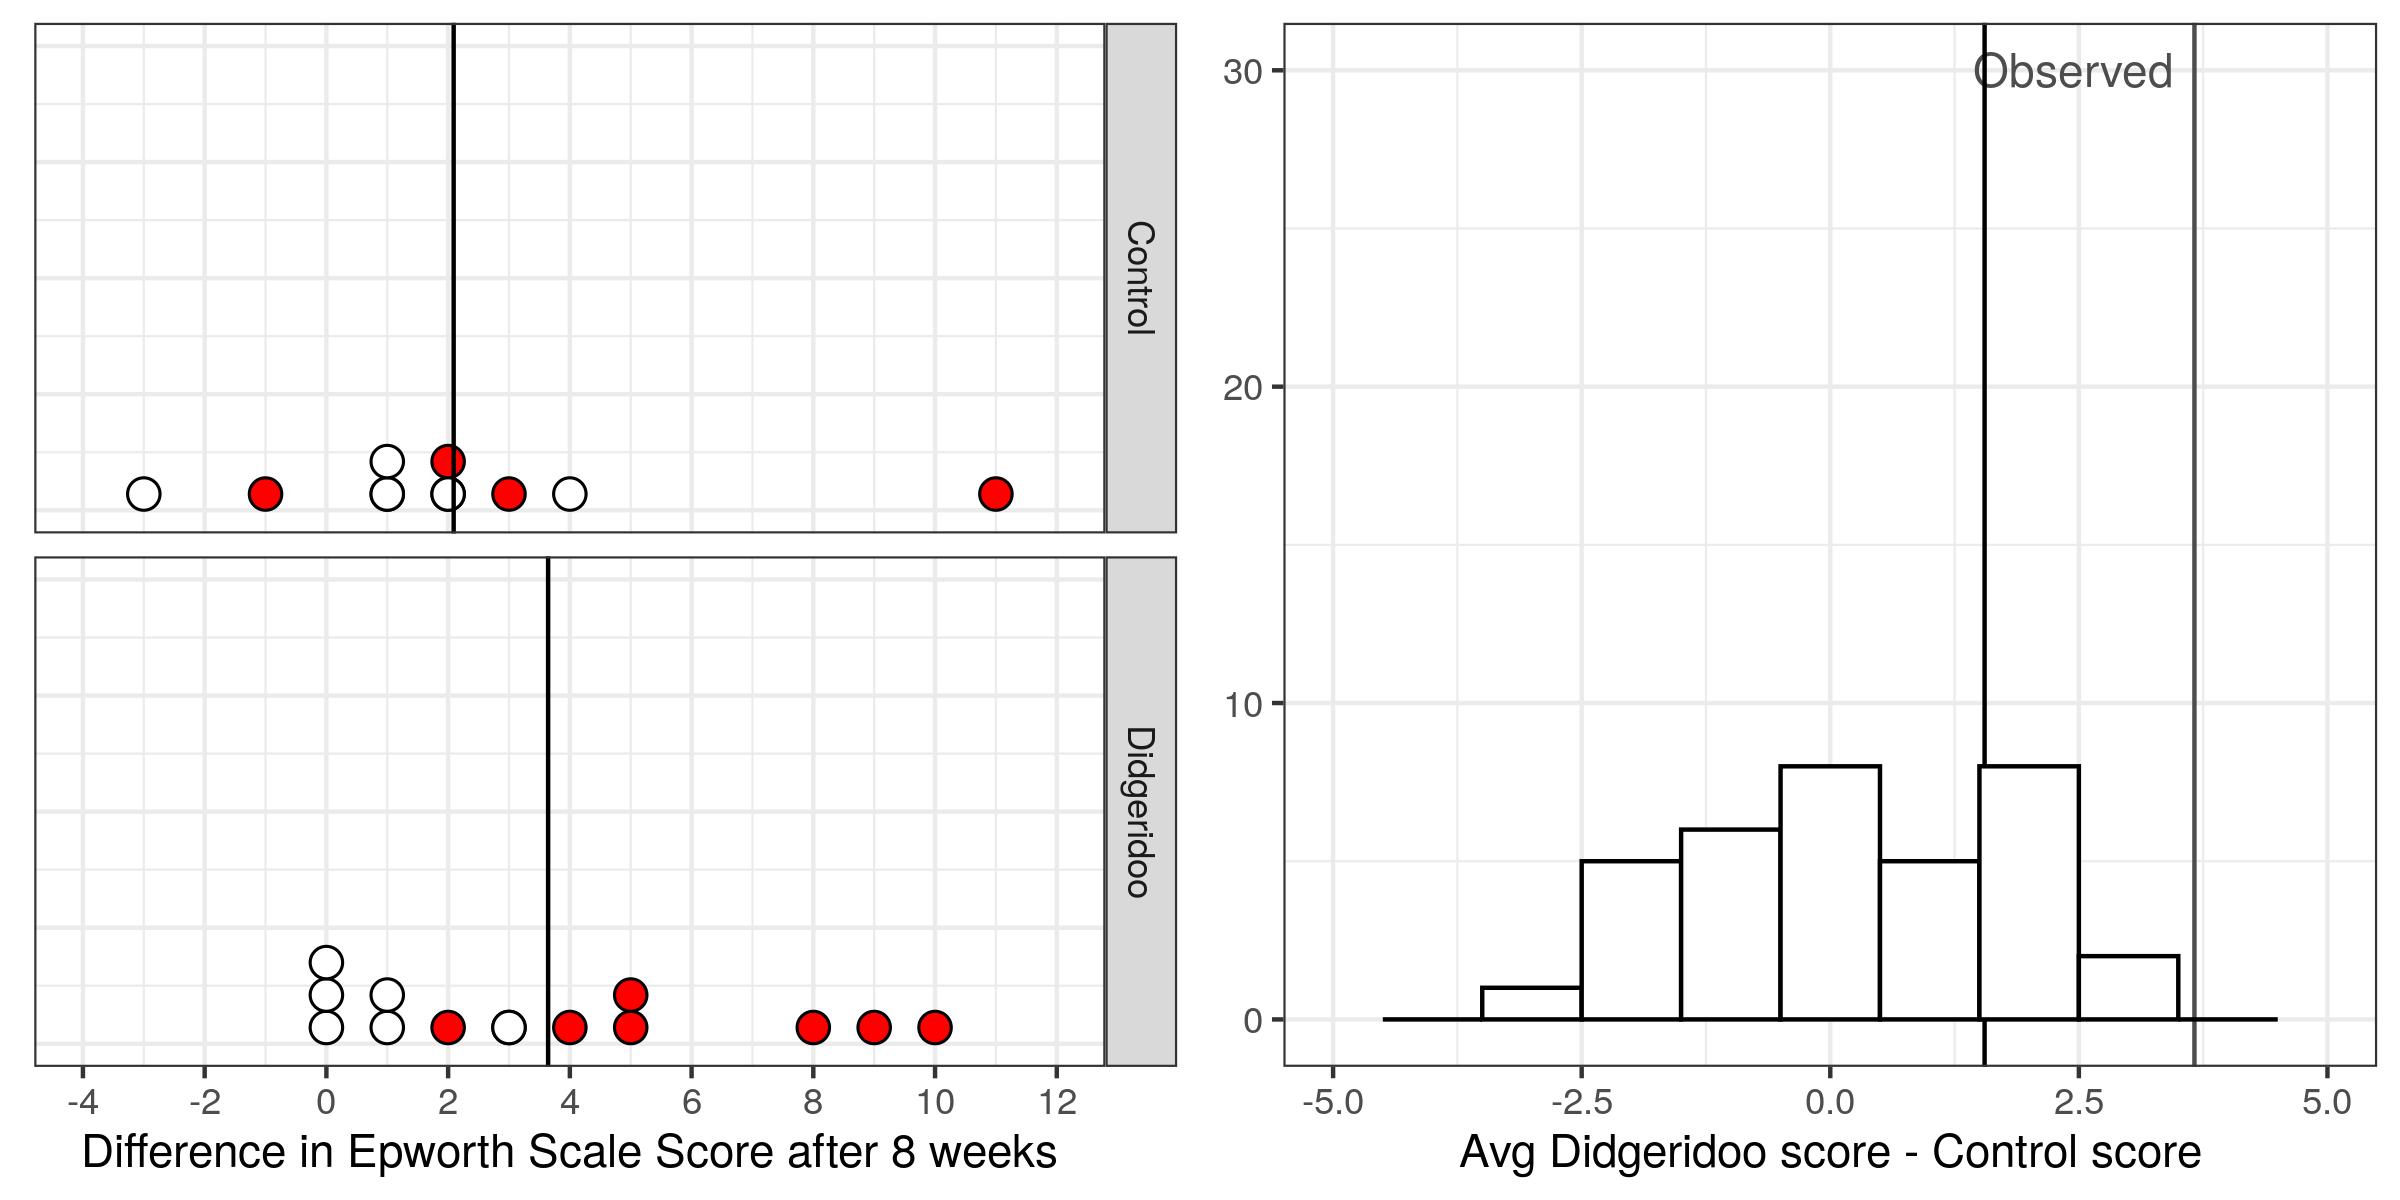 Control
Didgeridoo
-4 -2 0 2 4 6 8 10 12
Difference in Epworth Scale Score after 8 weeks
Observed
30
20
10
0
-5.0 -2.5 0.0 2.5 5.0
Avg Didgeridoo score - Control score